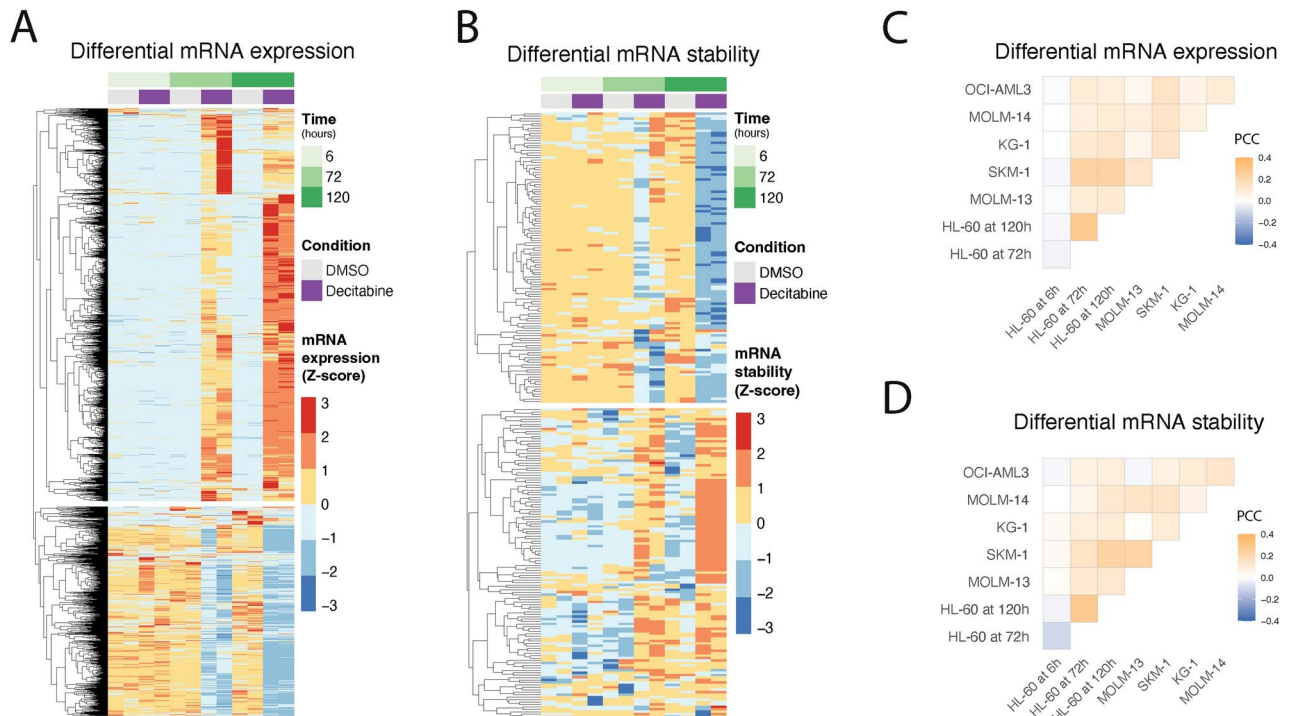 A
Differential mRNA expression
Time
(hours)
6
72
120
Condition
DMSO
Decitabine
mRNA
expression
(Z-score)
3
2
1
0
−1
−2
−3
B
Differential mRNA stability
Time
(hours)
6
72
120
Condition
DMSO
Decitabine
mRNA
stability
(Z-score)
3
2
1
0
−1
−2
−3
C
Differential mRNA expression
OCI-AML3
MOLM-14
KG-1
SKM-1
MOLM-13
HL-60 at 120h
HL-60 at 72h
HL-60 at 6h
HL-60 at 72h
HL-60 at 120h
MOLM-13
SKM-1
KG-1
MOLM-14
PCC
0.4
0.2
0.0
−0.2
−0.4
D
Differential mRNA stability
OCI-AML3
MOLM-14
KG-1
SKM-1
MOLM-13
HL-60 at 120h
HL-60 at 72h
HL-60 at 6h
HL-60 at 72h
HL-60 at 120h
MOLM-13
SKM-1
KG-1
MOLM-14
PCC
0.4
0.2
0.0
−0.2
−0.4